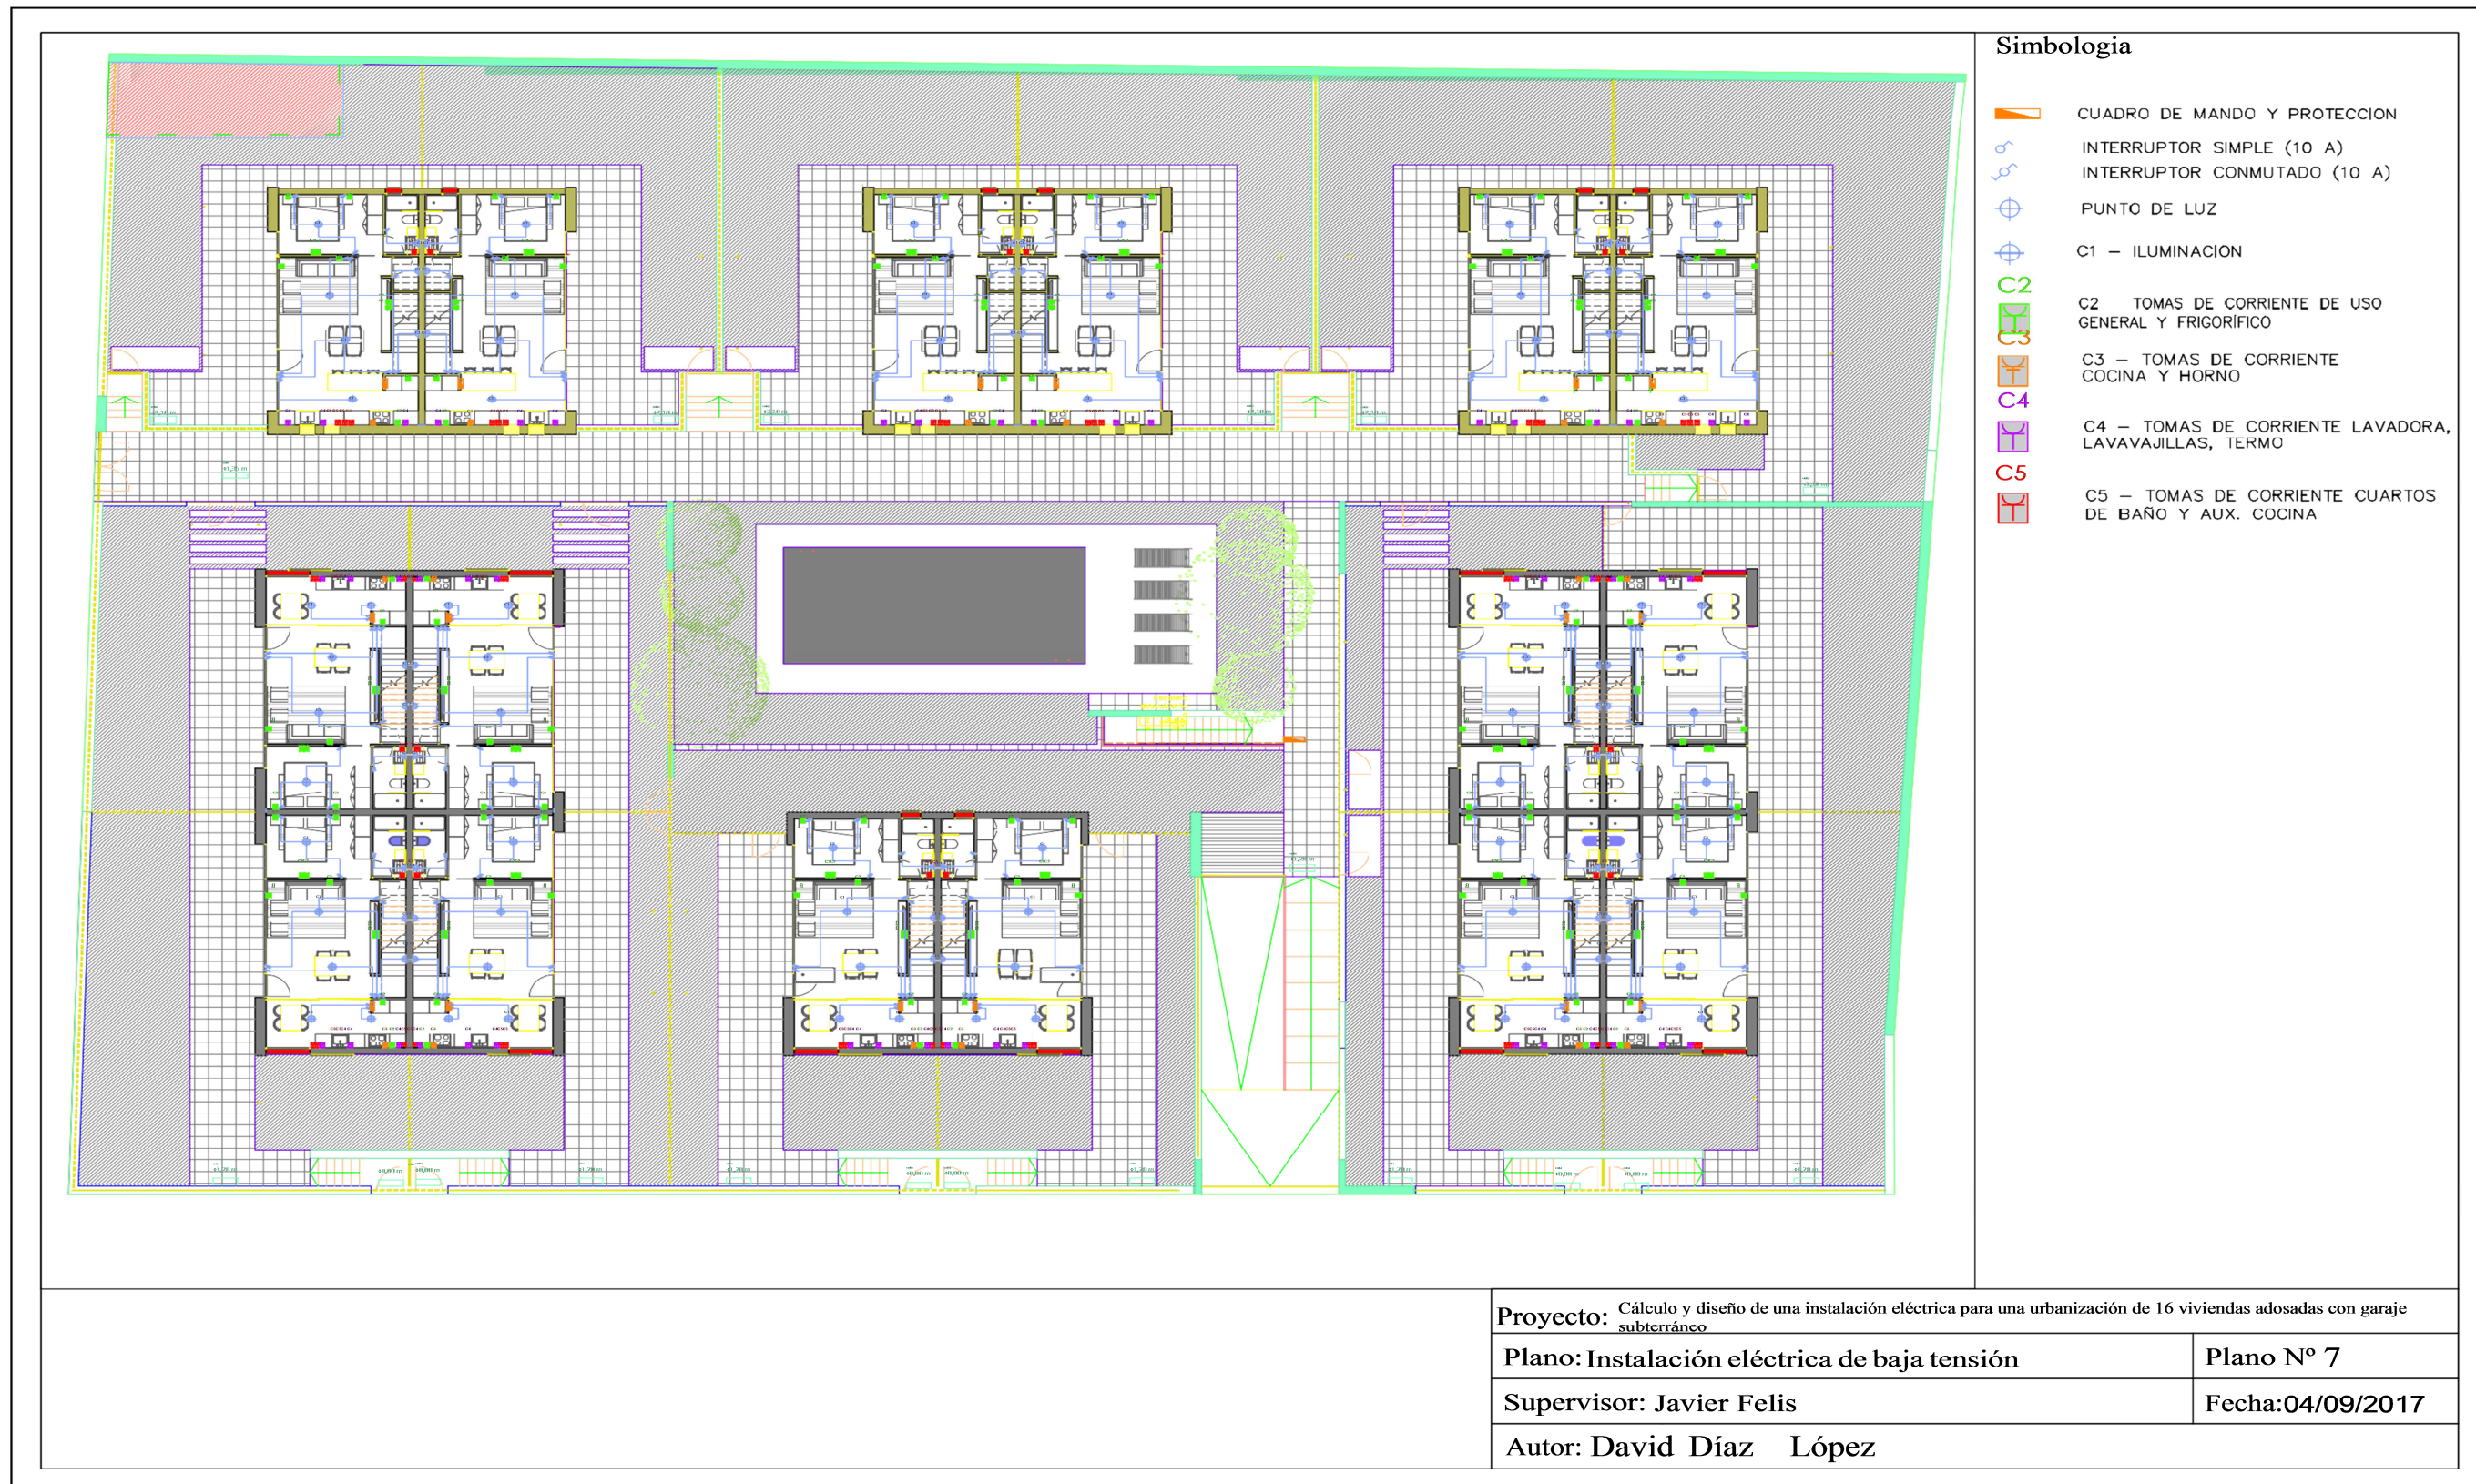 Simbologia
CUADRO DE MANDO Y PROTECCION
INTERRUPTOR SIMPLE (10 A)
INTERRUPTOR CONMUTADO (10 A)
PUNTO DE LUZ
C1 – ILUMINACION
C2
C2 TOMAS DE CORRIENTE DE USO
GENERAL Y FRIGORÍFICO
C3
C3 – TOMAS DE CORRIENTE
COCINA Y HORNO
C4
C4 – TOMAS DE CORRIENTE LAVADORA,
LAVAVAJILLAS, TERMO
C5
C5 – TOMAS DE CORRIENTE CUARTOS
DE BAÑO Y AUX. COCINA
Proyecto: Cálculo y diseño de una instalación eléctrica para una urbanización de 16 viviendas adosadas con garaje
subterráneo
Plano: Instalación eléctrica de baja tensión
Plano Nº 7
Supervisor: Javier Felis
Fecha:04/09/2017
Autor: David Díaz López